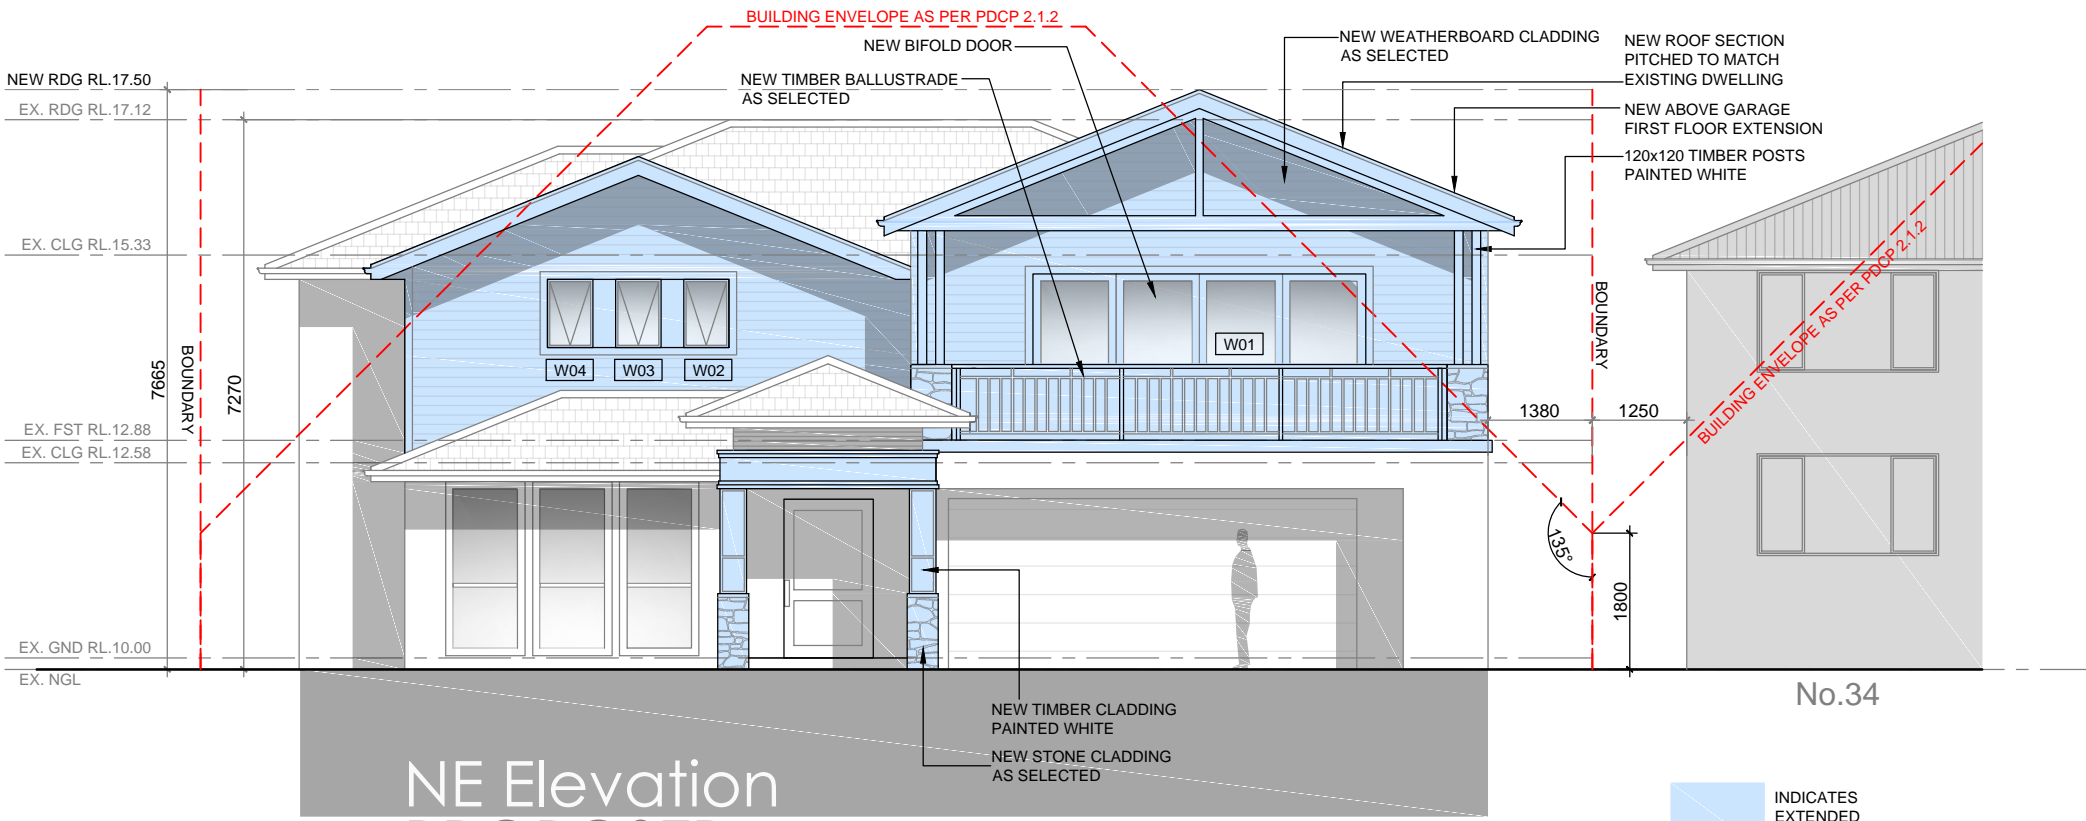 BUILDING ENVELOPE AS PER PDCP 2.1.2
NEW BIFOLD DOOR
NEW TIMBER BALLUSTRADE
AS SELECTED
NEW WEATHERBOARD CLADDING
AS SELECTED
NEW ROOF SECTION
PITCHED TO MATCH
EXISTING DWELLING
NEW ABOVE GARAGE
FIRST FLOOR EXTENSION
120x120 TIMBER POSTS
PAINTED WHITE
NEW RDG RL.17.50
EX. RDG RL.17.12
EX. CLG RL.15.33
EX. FST RL.12.88
EX. CLG RL.12.58
EX. GND RL.10.00
EX. NGL
7665
BOUNDARY
7270
W04
W03
W02
W01
BOUNDARY
BUILDING ENVELOPE AS PER PDCP 2.1.2
1380
1250
135°
1800
No.34
NEW TIMBER CLADDING
PAINTED WHITE
NEW STONE CLADDING
AS SELECTED
NE Elevation
INDICATES
EXTENDED